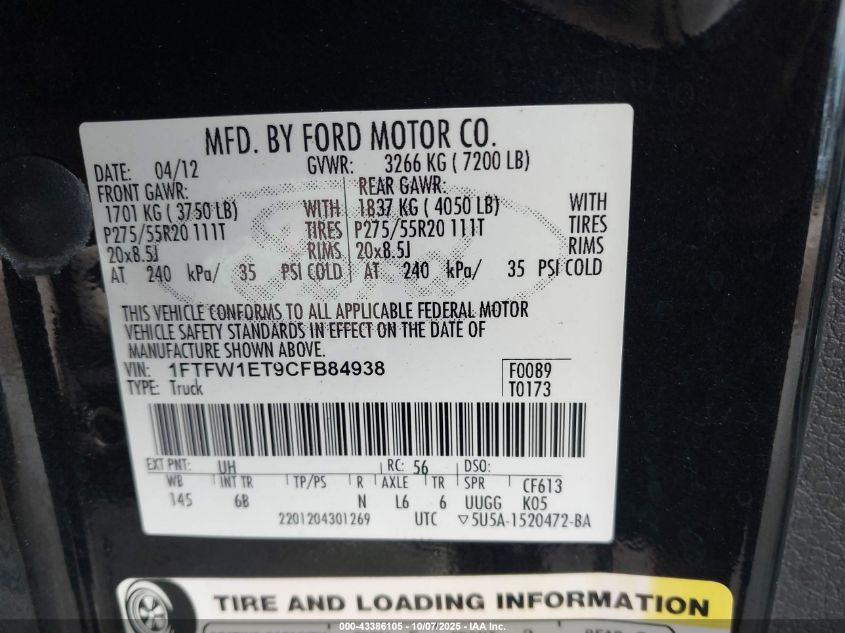 MFD. BY FORD MOTOR CO.
DATE: 04/12 GVWR: 3266 KG ( 7200 LB)
FRONT GAWR: REAR GAWR:
1701 KG ( 3750 LB) WITH 1837 KG ( 4050 LB) WITH
P275/55R20 111T TIRES P275/55R20 111T TIRES
20x8.5J RIMS 20x8.5J RIMS
AT 240 kPa/ 35 PSI COLD AT 240 kPa/ 35 PSI COLD
THIS VEHICLE CONFORMS TO ALL APPLICABLE FEDERAL MOTOR
VEHICLE SAFETY STANDARDS IN EFFECT ON THE DATE OF
MANUFACTURE SHOWN ABOVE.
VIN: 1FTFW1ET9CFB84938 F0089
TYPE: Truck T0173
EXT PNT: UH RC: 56 DSO:
WB INT TR TP/PS R AXLE TR SPR CF613
145 6B N L6 6 UUGG K05
2201204301269 UTC ▽5U5A-1520472-BA
TIRE AND LOADING INFORMATION
000-43386105 - 10/07/2025 - IAA Inc.